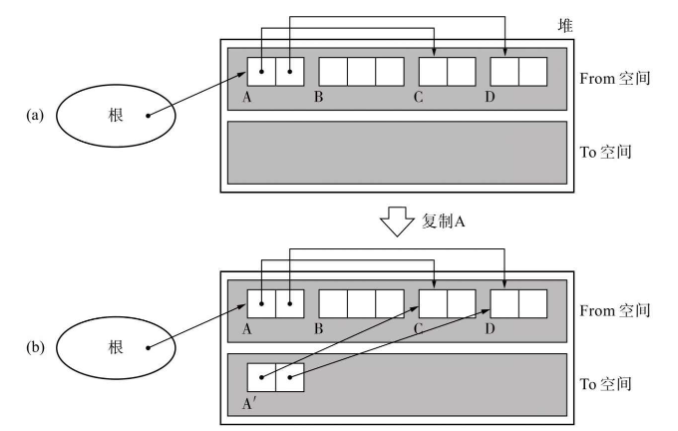 堆
From 空间
A B C D
(a) 根
To 空间
复制A
From 空间
A B C D
(b) 根
To 空间
A′